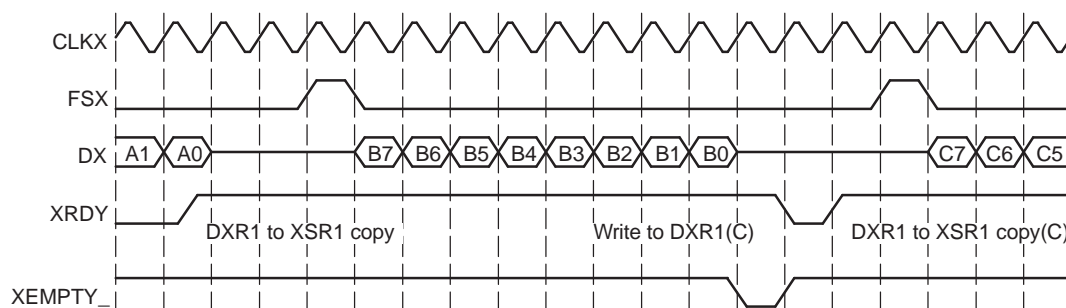 CLKX
FSX
DX A1 A0 B7 B6 B5 B4 B3 B2 B1 B0 C7 C6 C5
XRDY
DXR1 to XSR1 copy Write to DXR1(C) DXR1 to XSR1 copy(C)
XEMPTY_